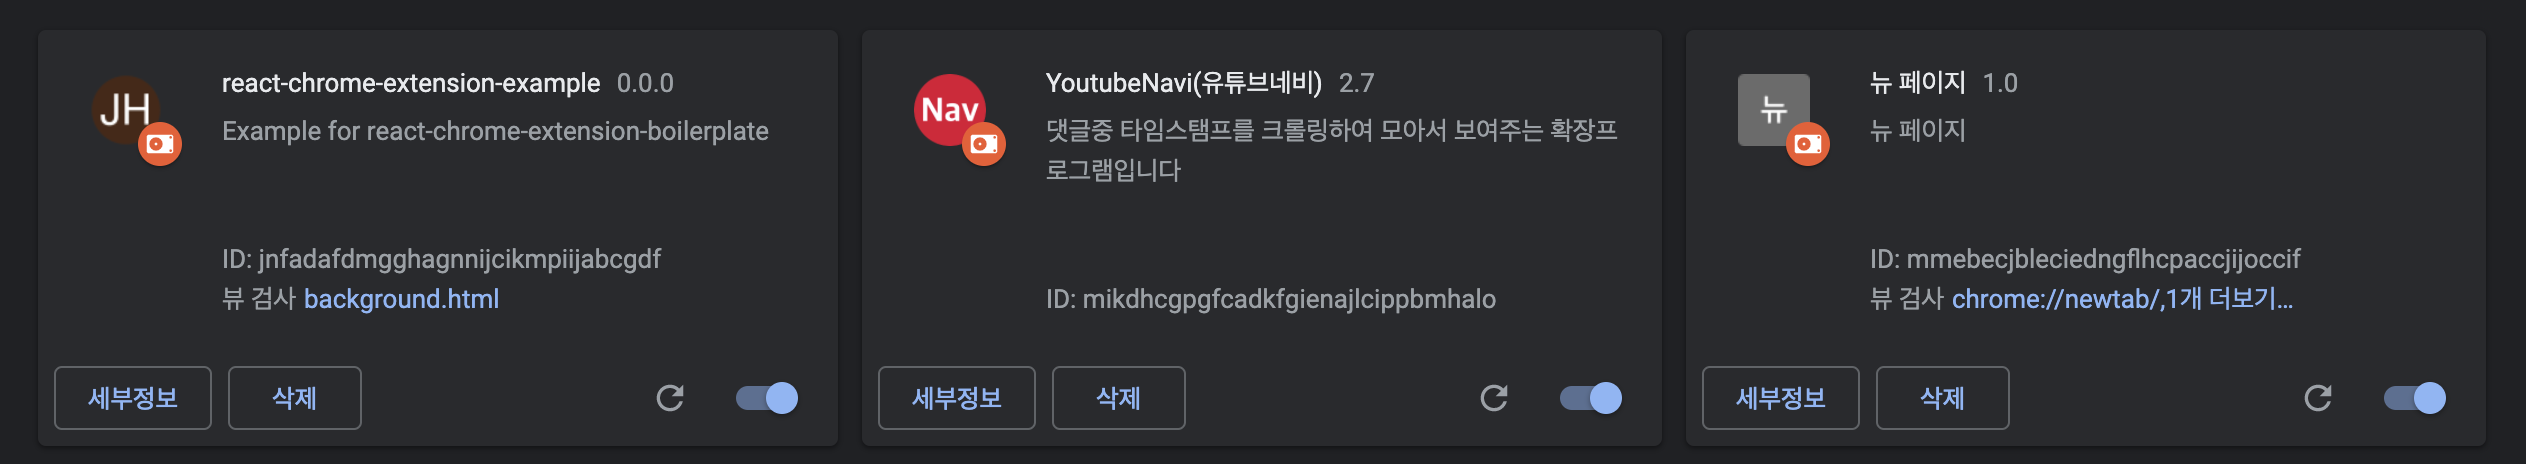 JH
react-chrome-extension-example 0.0.0
Example for react-chrome-extension-boilerplate
ID: jnfadafdmgghagnnijcikmpiijabcgdf
뷰 검사 background.html
세부정보
삭제
Nav
YoutubeNavi(유튜브네비) 2.7
댓글중 타임스탬프를 크롤링하여 모아서 보여주는 확장프
로그램입니다
ID: mikdhcgpgfcadkfgienajlcippbmhalo
세부정보
삭제
뉴
뉴 페이지 1.0
뉴 페이지
ID: mmebecjbleciedngflhcpaccjijoccif
뷰 검사 chrome://newtab/,1개 더보기...
세부정보
삭제